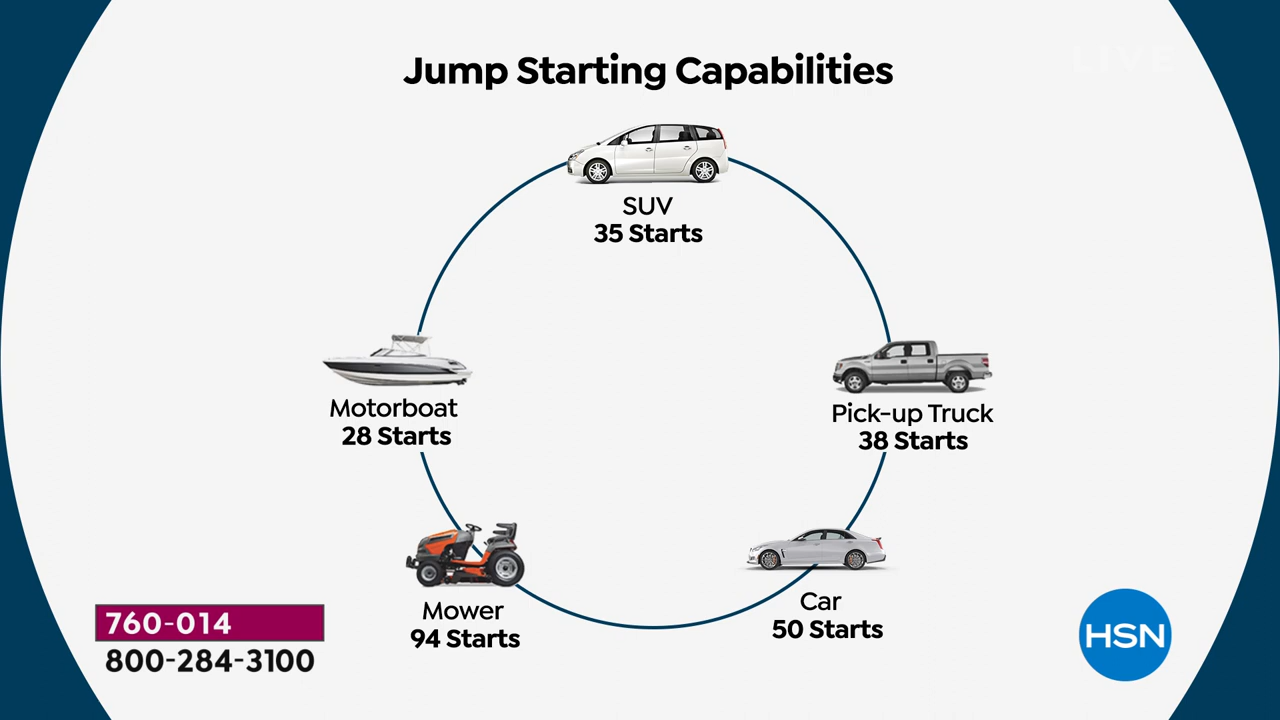 LIVE
Jump Starting Capabilities
SUV
35 Starts
Motorboat
28 Starts
Pick-up Truck
38 Starts
Mower
94 Starts
Car
50 Starts
760-014
800-284-3100
HSN